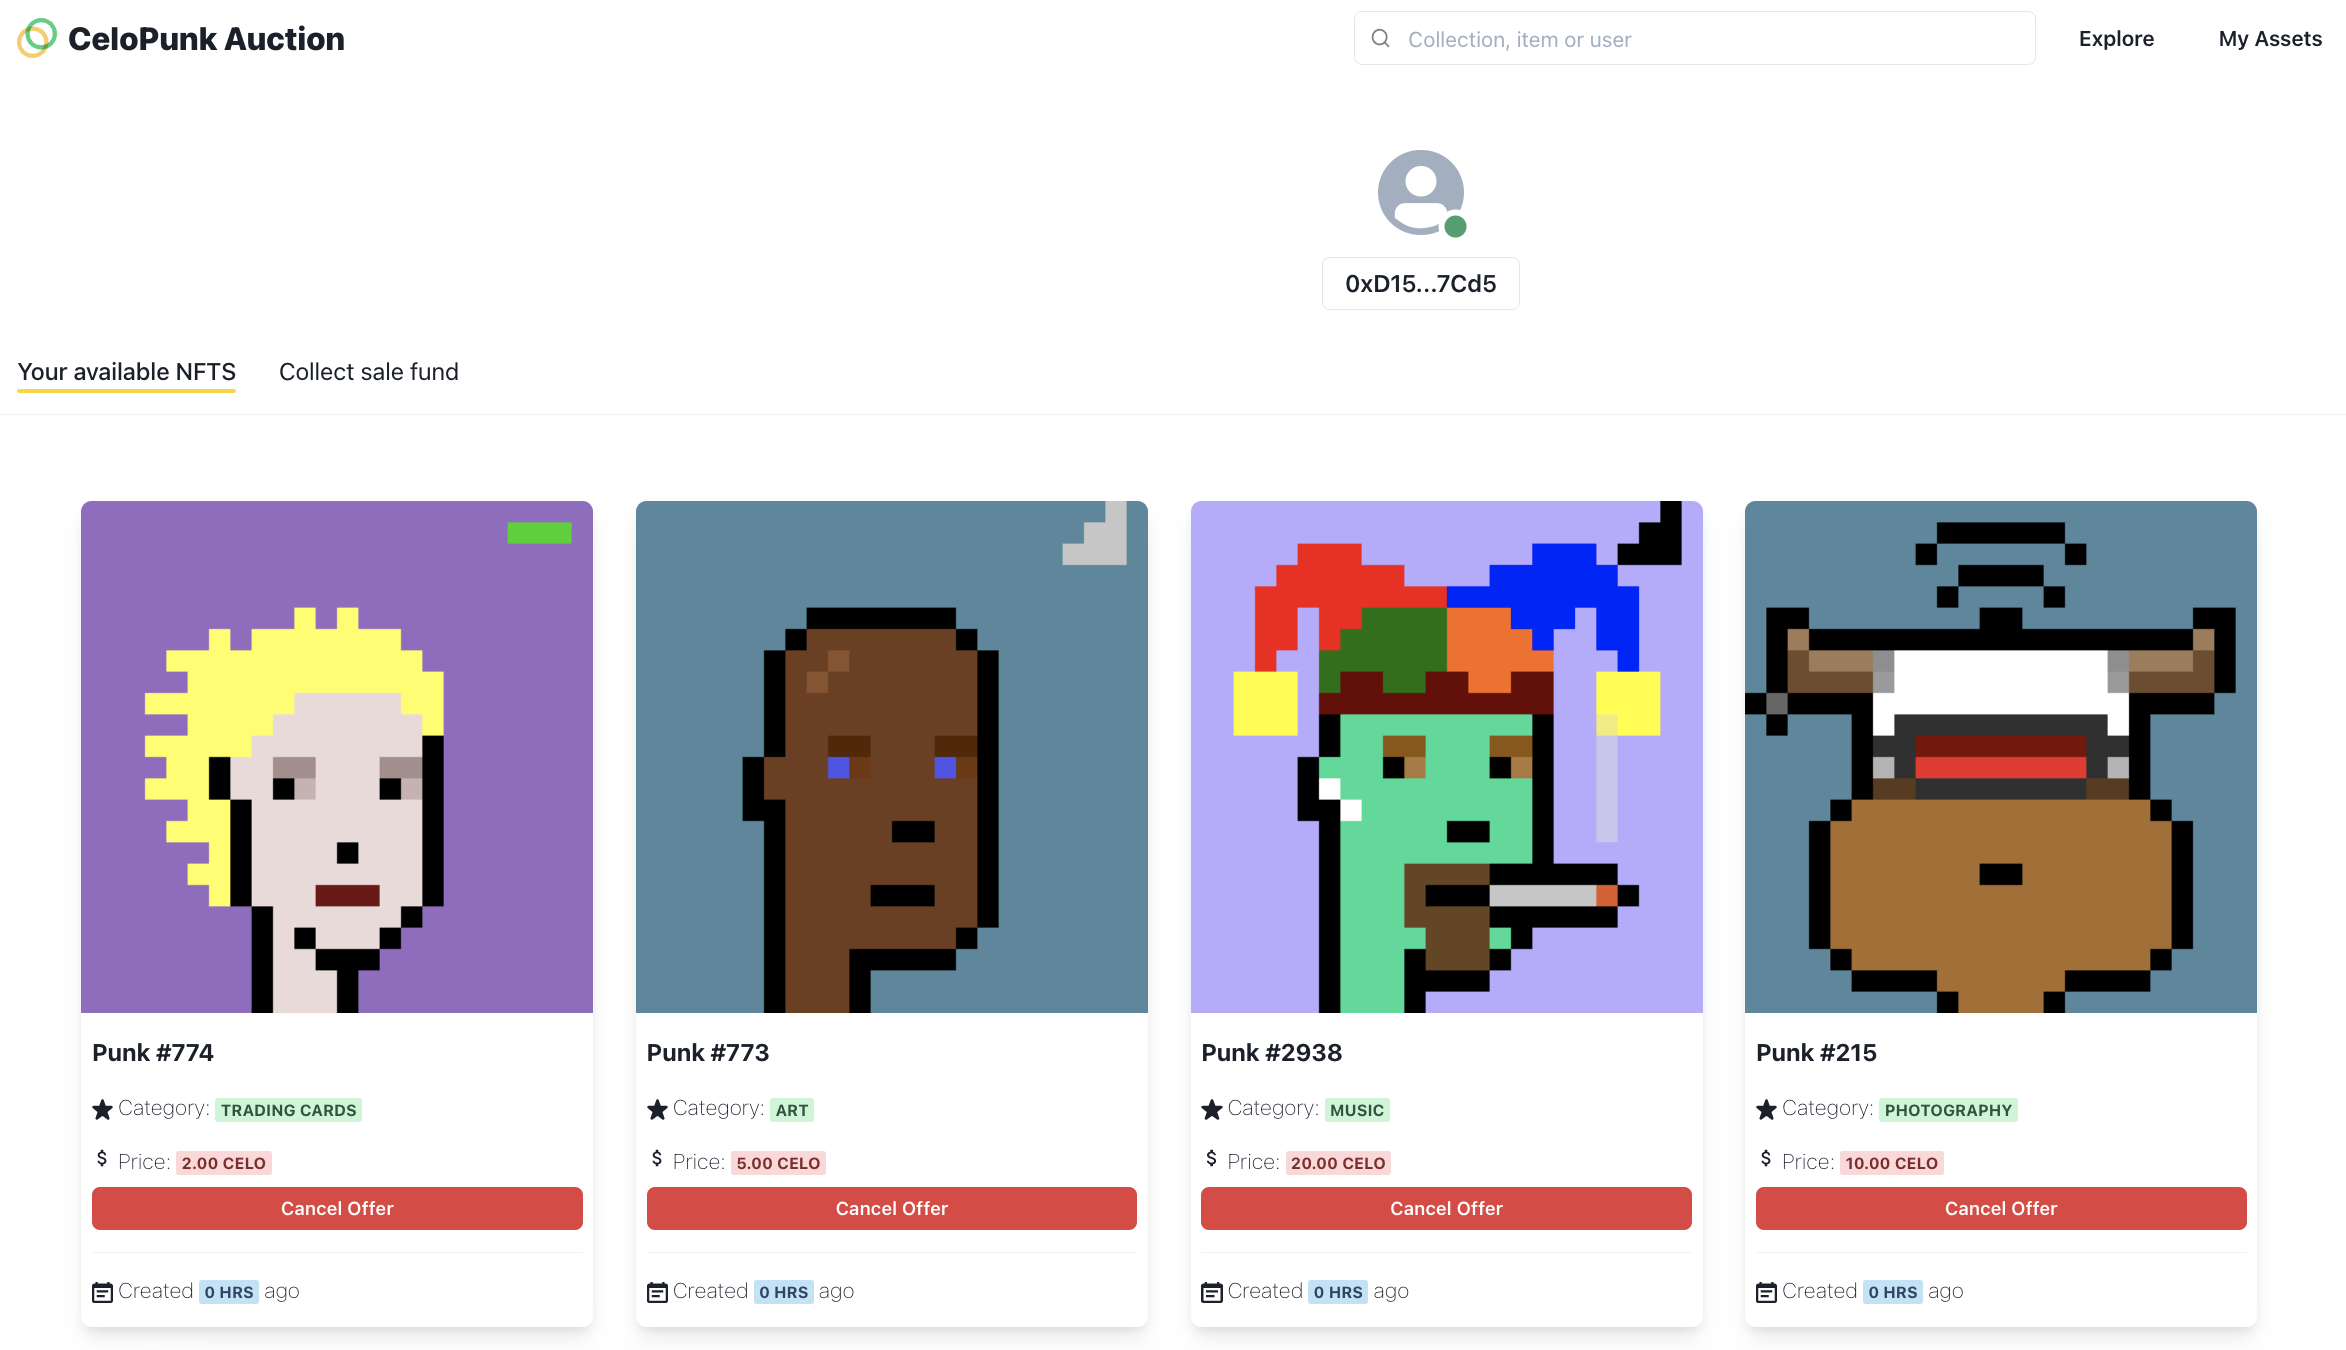 CeloPunk Auction
Collection, item or user
Explore
My Assets
0xD15...7Cd5
Your available NFTS
Collect sale fund
Punk #774
Category: TRADING CARDS
$ Price: 2.00 CELO
Cancel Offer
Created 0 HRS ago
Punk #773
Category: ART
$ Price: 5.00 CELO
Cancel Offer
Created 0 HRS ago
Punk #2938
Category: MUSIC
$ Price: 20.00 CELO
Cancel Offer
Created 0 HRS ago
Punk #215
Category: PHOTOGRAPHY
$ Price: 10.00 CELO
Cancel Offer
Created 0 HRS ago